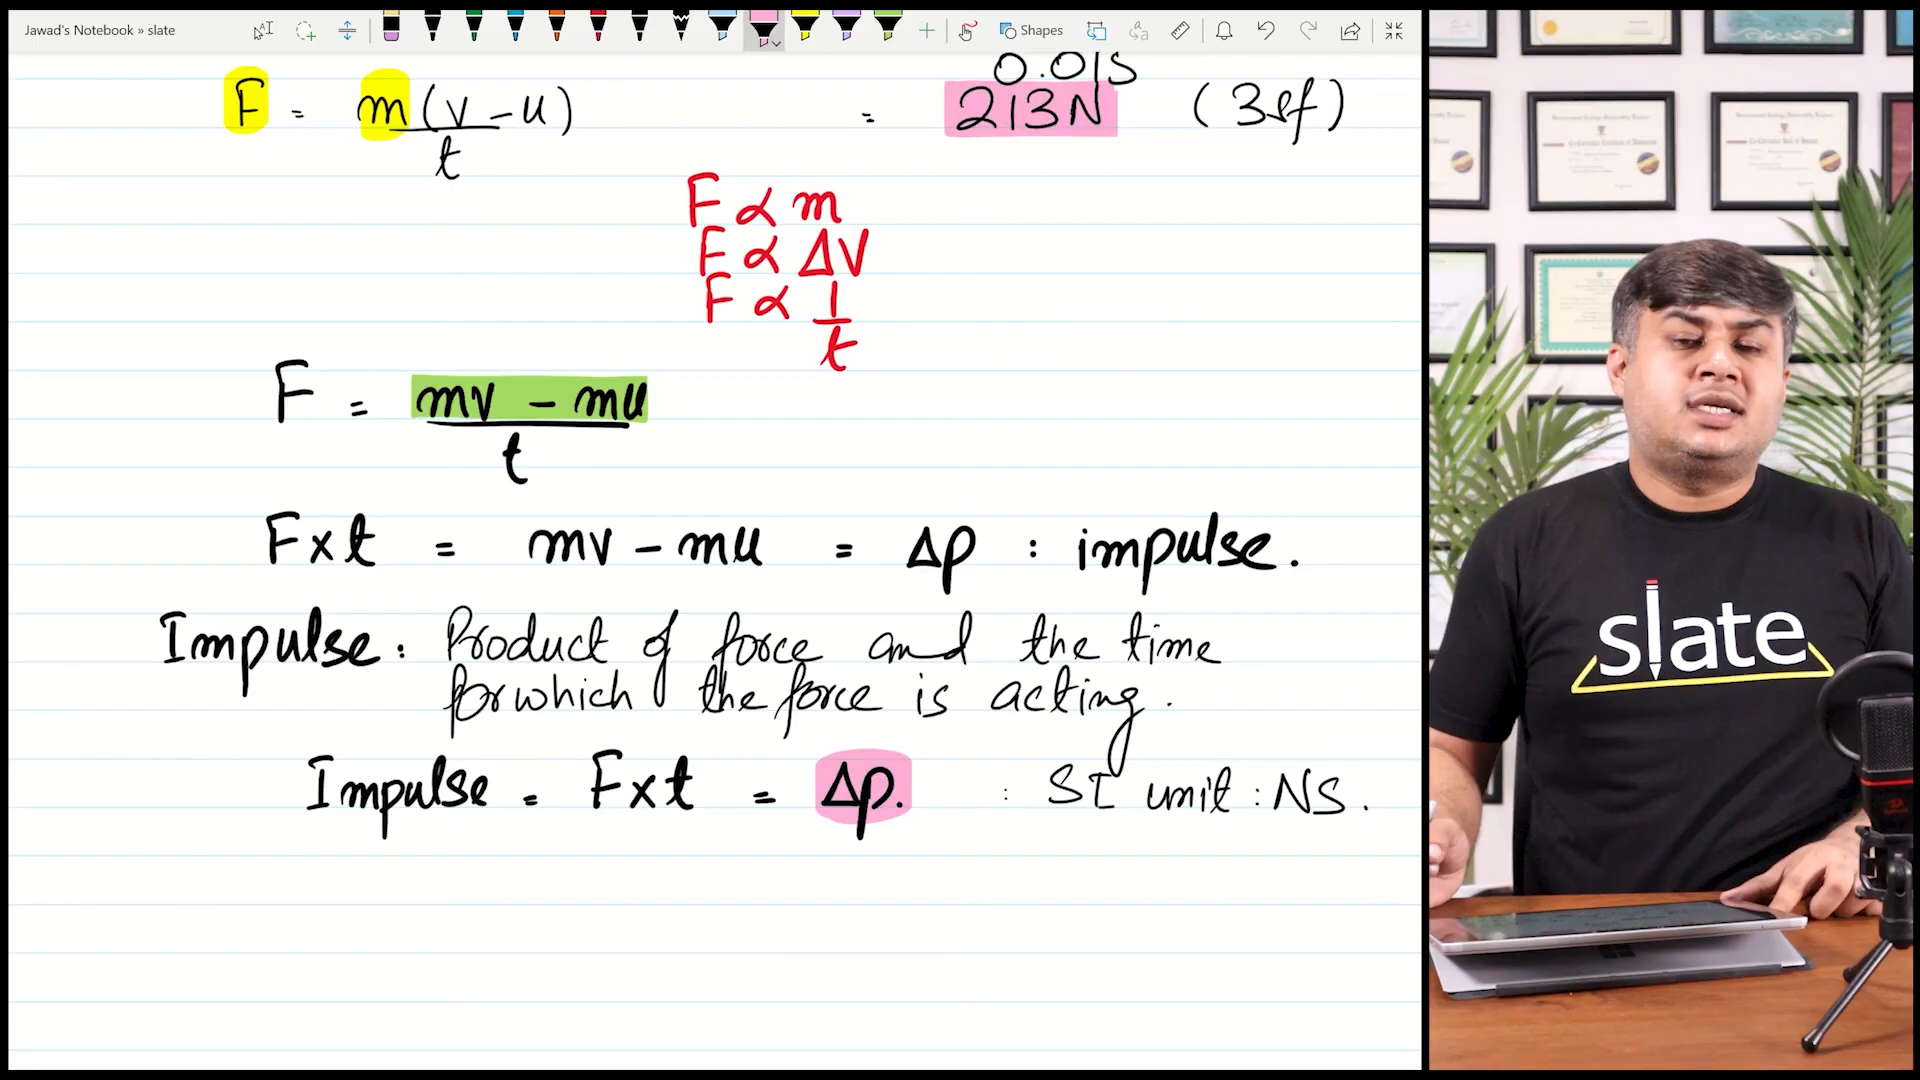 Jawad's Notebook » slate
Shapes
0.01s
F = m(v - u) = 213N (3sf)
t
F ∝ m
F ∝ Δv
F ∝ 1
t
F = mv - mu
t
F x t = mv - mu = Δp : impulse.
Impulse : Product of force and the time
for which the force is acting.
Impulse = F x t = Δp. : SI unit : NS.
slate